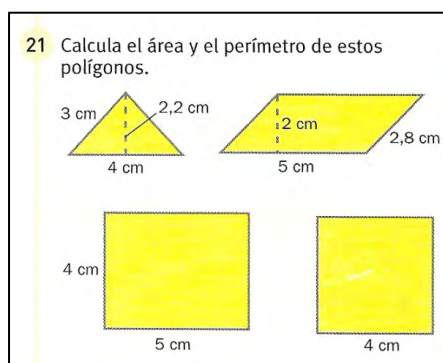 21 Calcula el área y el perímetro de estos
polígonos.
3 cm
2,2 cm
4 cm
2 cm
2,8 cm
5 cm
4 cm
5 cm
4 cm